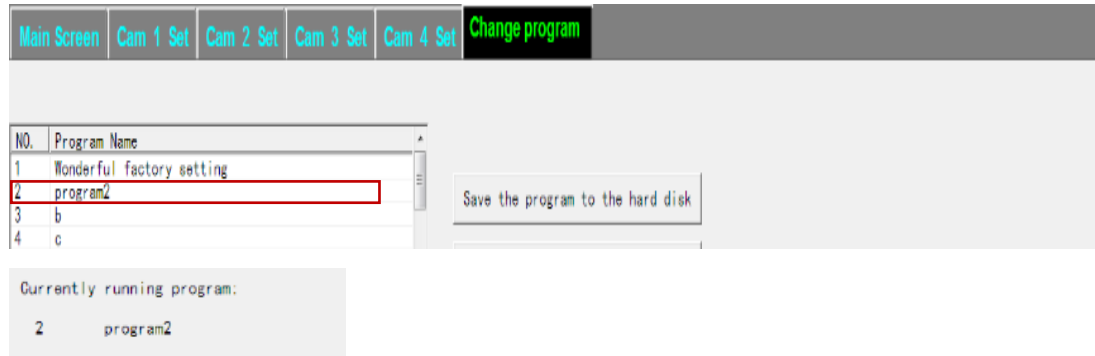 Main Screen Cam 1 Set Cam 2 Set Cam 3 Set Cam 4 Set Change program
NO. Program Name
1 Wonderful factory setting
2 program2
Save the program to the hard disk
3 b
4 c
Currently running program:
2 program2